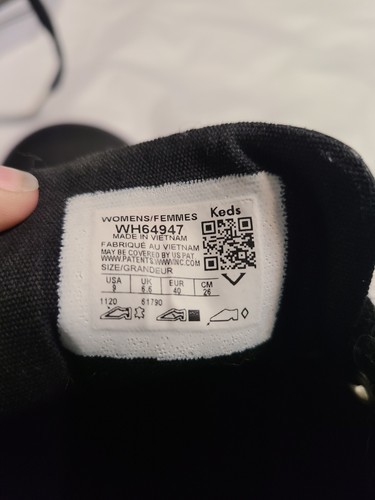 WOMENS/FEMMES Keds
WH64947
MADE IN VIETNAM
FABRIQUÉ AU VIETNAM
MAY BE COVERED BY US PAT
WWW.PATENTS.WWWINC.COM
SIZE/GRANDEUR
USA UK EUR CM
9 6.5 40 26
1120 61790